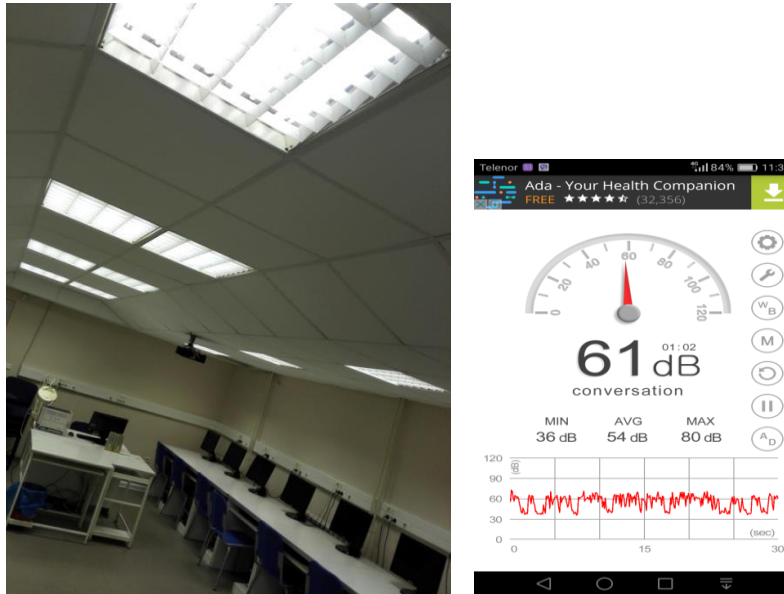 Telenor 4G 84% 11:3
Ada - Your Health Companion
FREE (32,356)
0 20 40 60 80 100 120
W B
M
01:02
61 dB
conversation
MIN AVG MAX
36 dB 54 dB 80 dB
A D
120
(dB)
90
60
30
0
(sec)
0 15 30